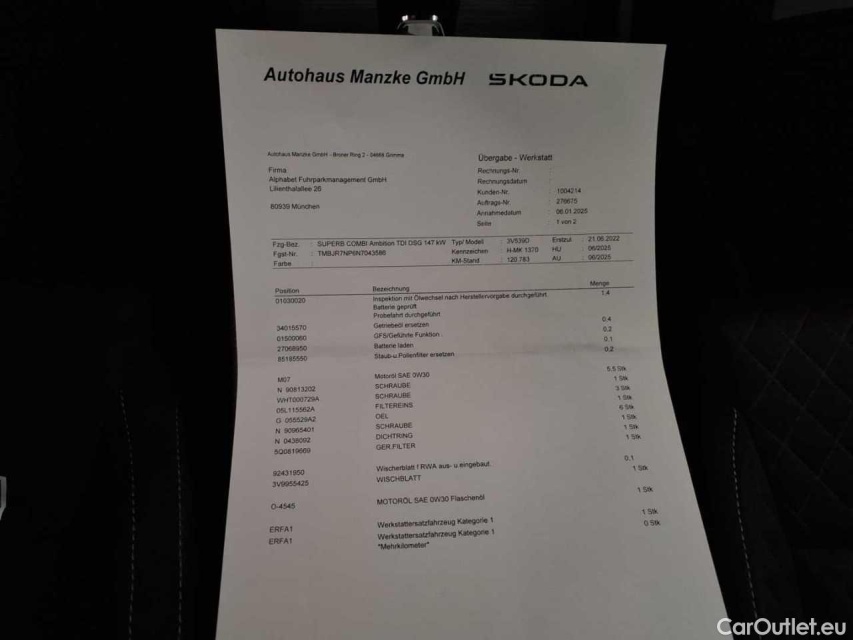 Autohaus Manzke GmbH SKODA
Autohaus Manzke GmbH - Broner Ring 2 - 04668 Grimma
Firma
Alphabet Fuhrparkmanagement GmbH
Lilienthalallee 26
80939 München
Übergabe - Werkstatt
Rechnungs-Nr. :
Rechnungsdatum :
Kunden-Nr. : 1004214
Auftrags-Nr. : 276675
Annahmedatum : 06.01.2025
Seite : 1 von 2
Fzg-Bez. : SUPERB COMBI Ambition TDI DSG 147 kW Typ/ Modell : 3V539D Erstzul. : 21.06.2022
Fgst-Nr. : TMBJR7NP6N7043586 Kennzeichen : H-MK 1370 HU : 06/2025
Farbe : KM-Stand : 120.783 AU : 06/2025
Position Bezeichnung Menge
01030020 Inspektion mit Ölwechsel nach Herstellervorgabe durchgeführt. 1.4
Batterie geprüft
Probefahrt durchgeführt
34015570 Getriebeöl ersetzen 0.4
01500060 GFS/Geführte Funktion 0.2
27068950 Batterie laden 0.1
85185550 Staub u.Pollenfilter ersetzen 0.2
M07 Motoröl SAE 0W30 5.5 Stk
N 90813202 SCHRAUBE 1 Stk
WHT000729A SCHRAUBE 3 Stk
05L115562A FILTEREINS 1 Stk
G 055529A2 OEL 6 Stk
N 90965401 SCHRAUBE 1 Stk
N 0438092 DICHTRING 1 Stk
5Q0819669 GER.FILTER 1 Stk
92431950 Wischerblatt f RWA aus- u.eingebaut. 0.1
3V9955425 WISCHBLATT 1 Stk
O-4545 MOTORÖL SAE 0W30 Flaschenöl 1 Stk
ERFA1 Werkstattersatzfahrzeug Kategorie 1 1 Stk
ERFA1 Werkstattersatzfahrzeug Kategorie 1 0 Stk
"Mehrkilometer"
CarOutlet.eu